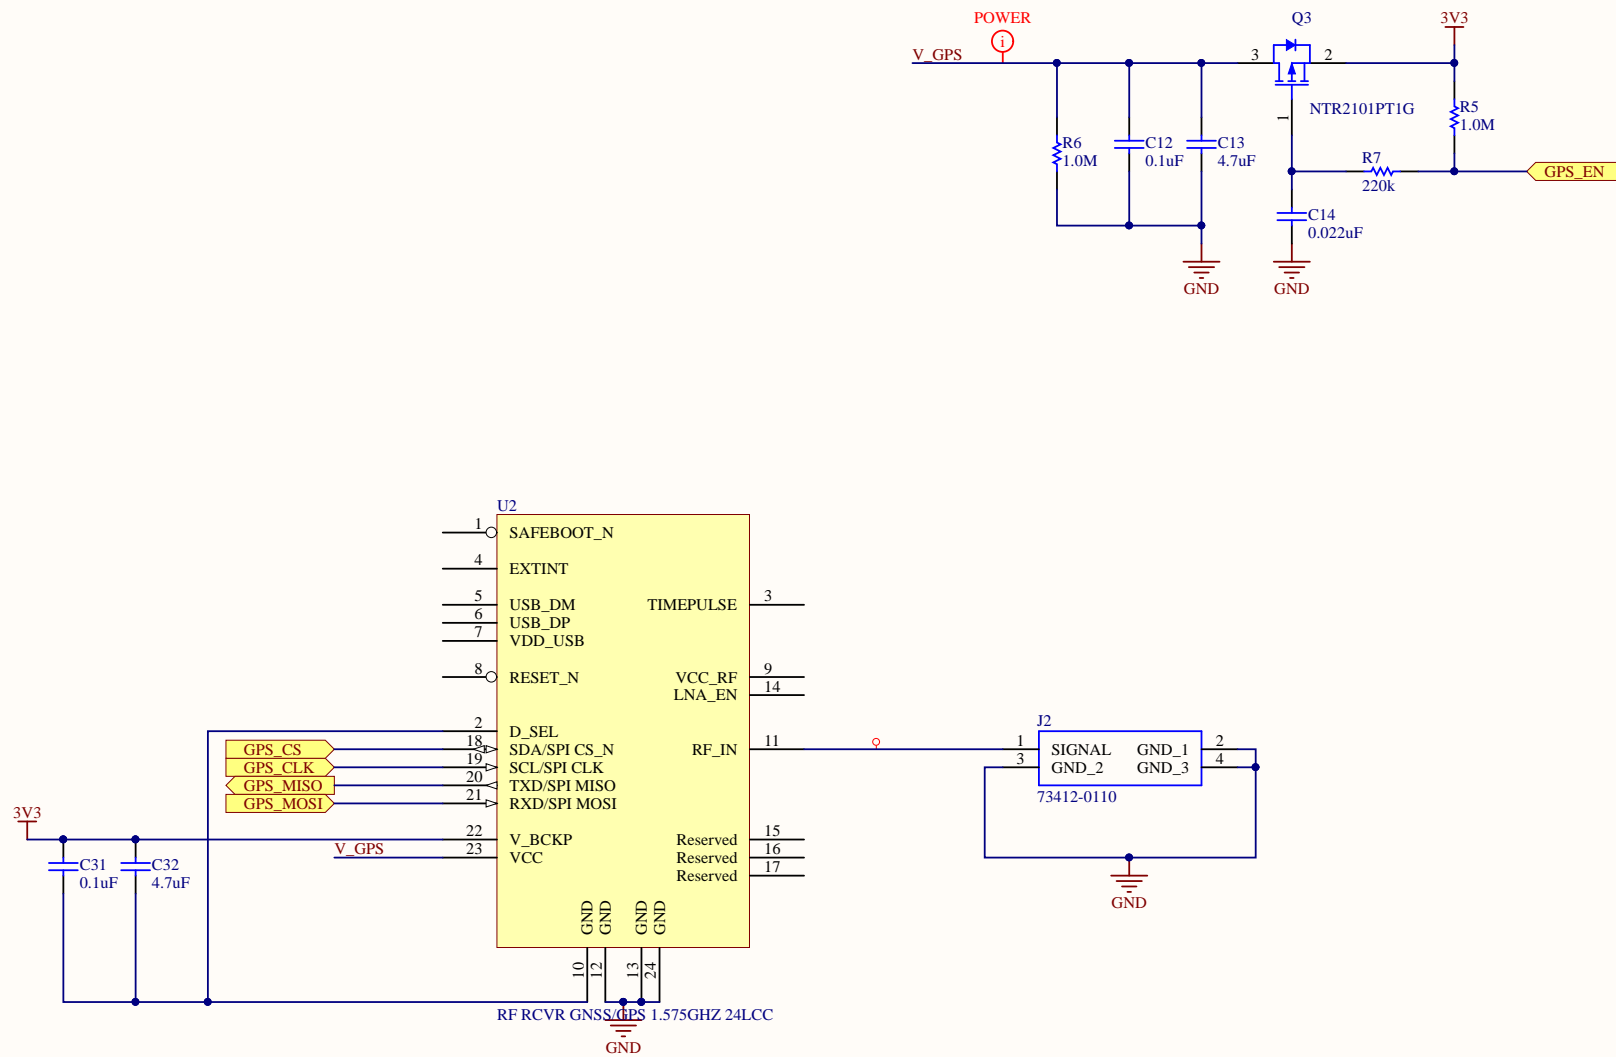 POWER
i
V_GPS
Q3
3V3
3
2
1
NTR2101PT1G
R5
1.0M
R6
1.0M
C12
0.1uF
C13
4.7uF
R7
220k
GPS_EN
C14
0.022uF
GND
GND
U2
1
SAFEBOOT_N
4
EXTINT
5
USB_DM
6
USB_DP
7
VDD_USB
8
RESET_N
2
D_SEL
18
SDA/SPI CS_N
19
SCL/SPI CLK
20
TXD/SPI MISO
21
RXD/SPI MOSI
22
V_BCKP
23
VCC
GPS_CS
GPS_CLK
GPS_MISO
GPS_MOSI
3V3
V_GPS
C31
0.1uF
C32
4.7uF
TIMEPULSE
3
VCC_RF
9
LNA_EN
14
RF_IN
11
Reserved
15
Reserved
16
Reserved
17
GND
GND
GND
GND
10
12
13
24
RF RCVR GNSS/GPS 1.575GHZ 24LCC
GND
J2
1
SIGNAL
GND_1
2
3
GND_2
GND_3
4
73412-0110
GND